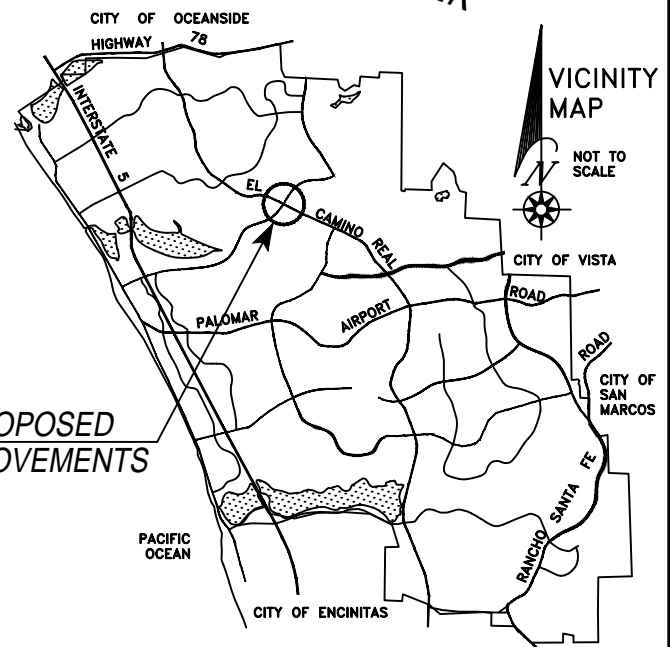 CITY OF OCEANSIDE
HIGHWAY 78
VICINITY
MAP
NOT TO
SCALE
N
INTERSTATE 5
EL CAMINO REAL
CITY OF VISTA
PALOMAR AIRPORT ROAD
ROAD
CITY OF
SAN
MARCOS
OPOSED
OVEMENTS
RANCHO SANTA FE
PACIFIC
OCEAN
CITY OF ENCINITAS